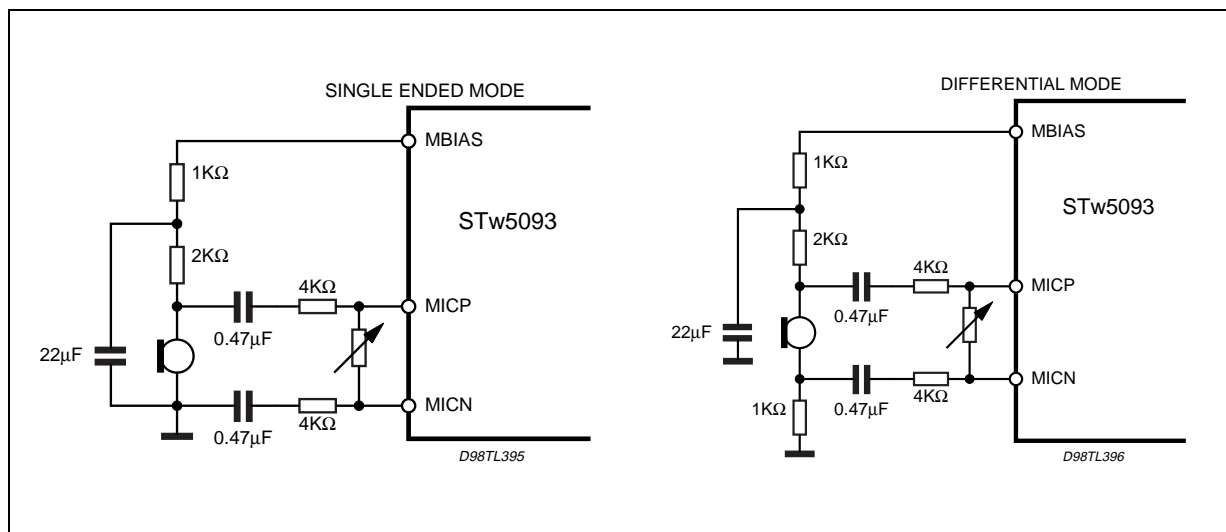 SINGLE ENDED MODE
MBIAS
1KΩ
STw5093
2KΩ
4KΩ
MICP
0.47µF
22µF
MICN
4KΩ
0.47µF
D98TL395
DIFFERENTIAL MODE
MBIAS
1KΩ
STw5093
2KΩ
4KΩ
MICP
0.47µF
22µF
MICN
4KΩ
1KΩ
0.47µF
D98TL396